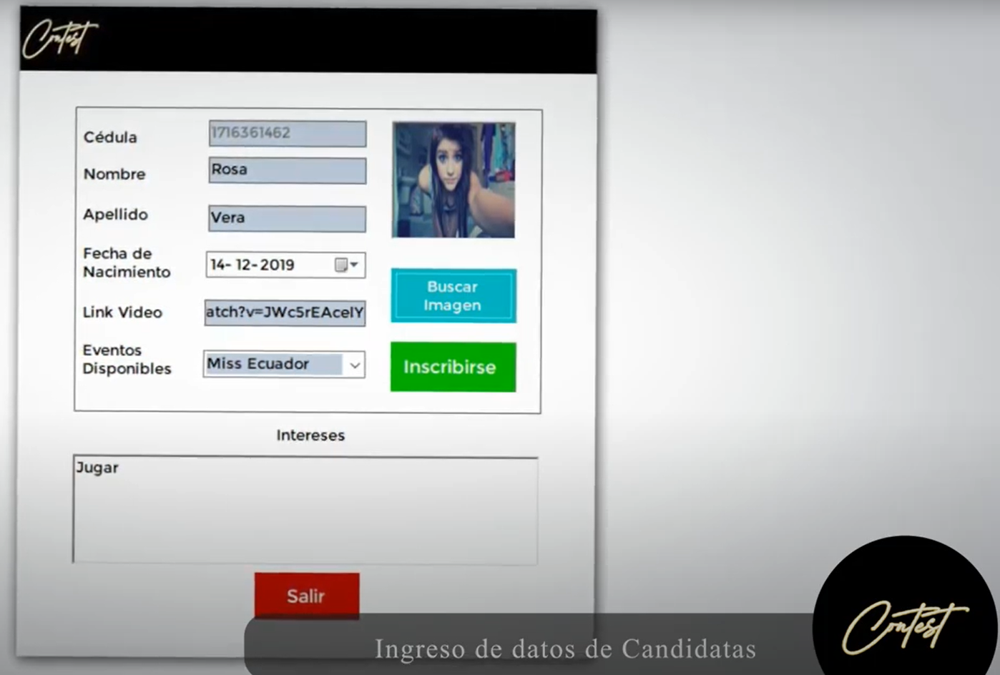 Contest
Cédula
1716361462
Nombre
Rosa
Apellido
Vera
Fecha de
Nacimiento
14-12-2019
Link Video
atch?v=JWc5rEAceIY
Eventos
Disponibles
Miss Ecuador
Buscar
Imagen
Inscribirse
Intereses
Jugar
Salir
Ingreso de datos de Candidatas
Contest